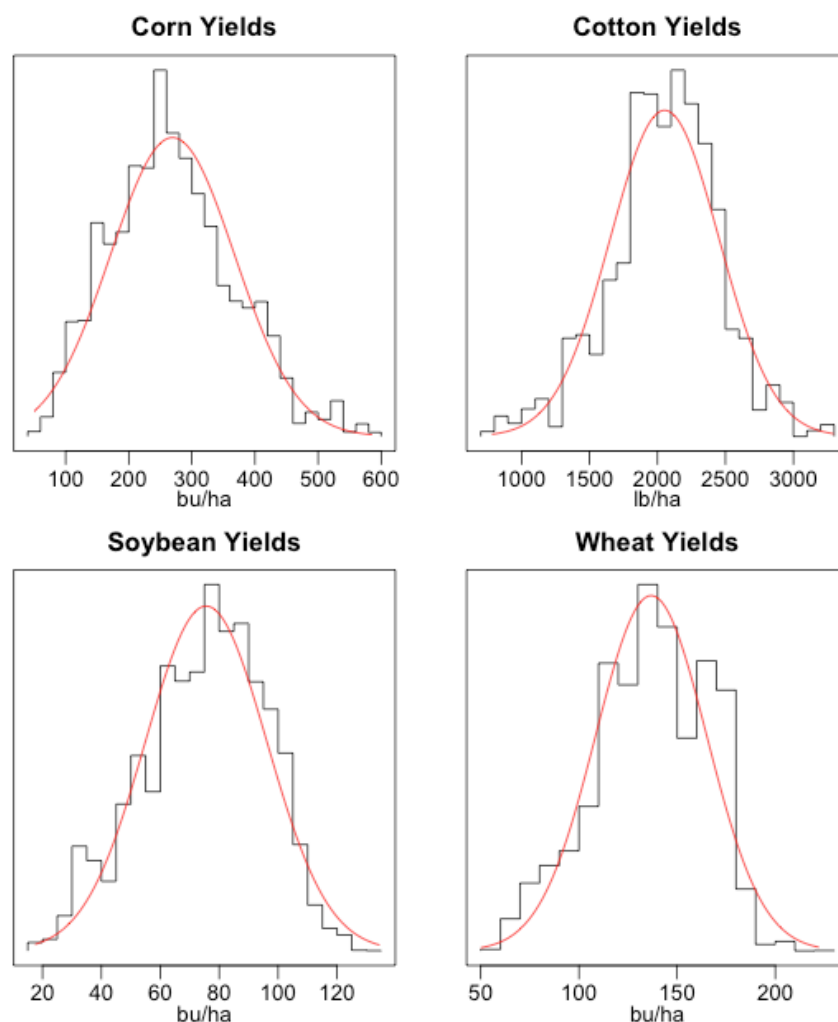 Corn Yields
100 200 300 400 500 600
bu/ha
Cotton Yields
1000 1500 2000 2500 3000
lb/ha
Soybean Yields
20 40 60 80 100 120
bu/ha
Wheat Yields
50 100 150 200
bu/ha